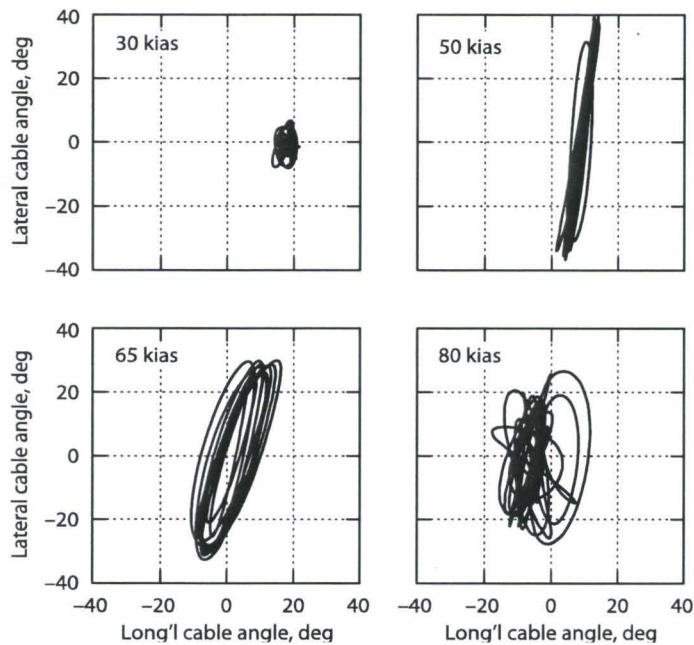 40
20
0
−20
−40
Lateral cable angle, deg
30 kias
50 kias
40
20
0
−20
−40
Lateral cable angle, deg
65 kias
80 kias
−40 −20 0 20 40
−40 −20 0 20 40
Long'l cable angle, deg
Long'l cable angle, deg